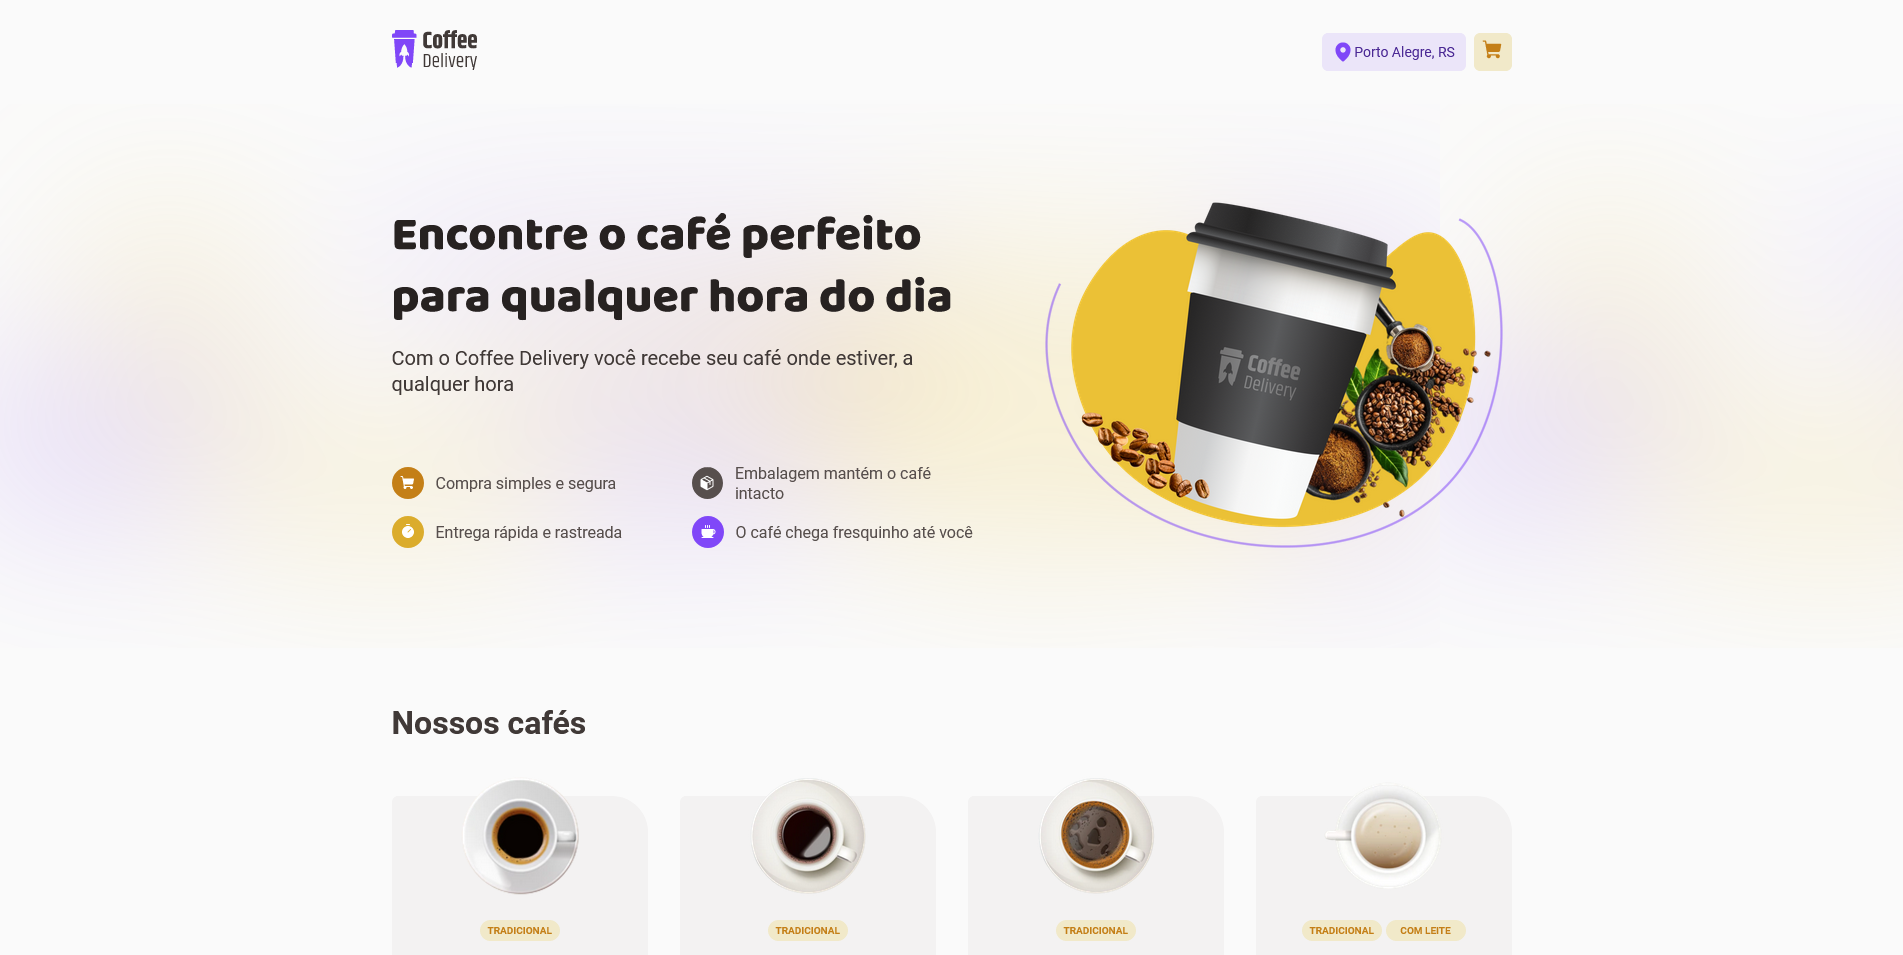 Coffee
Delivery
Porto Alegre, RS
Encontre o café perfeito
para qualquer hora do dia
Com o Coffee Delivery você recebe seu café onde estiver, a
qualquer hora
Compra simples e segura
Embalagem mantém o café
intacto
Entrega rápida e rastreada
O café chega fresquinho até você
Coffee
Delivery
Nossos cafés
TRADICIONAL
TRADICIONAL
TRADICIONAL
TRADICIONAL COM LEITE